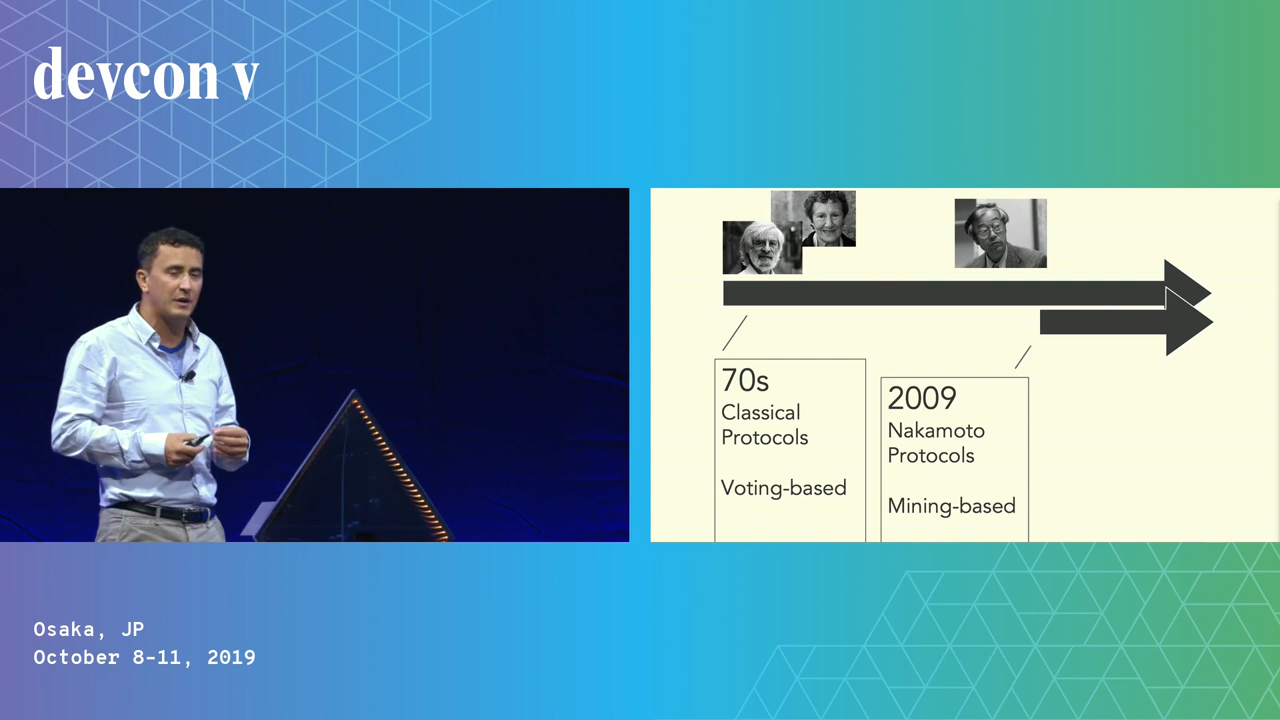 devcon v
70s
Classical
Protocols
Voting-based
2009
Nakamoto
Protocols
Mining-based
Osaka, JP
October 8-11, 2019